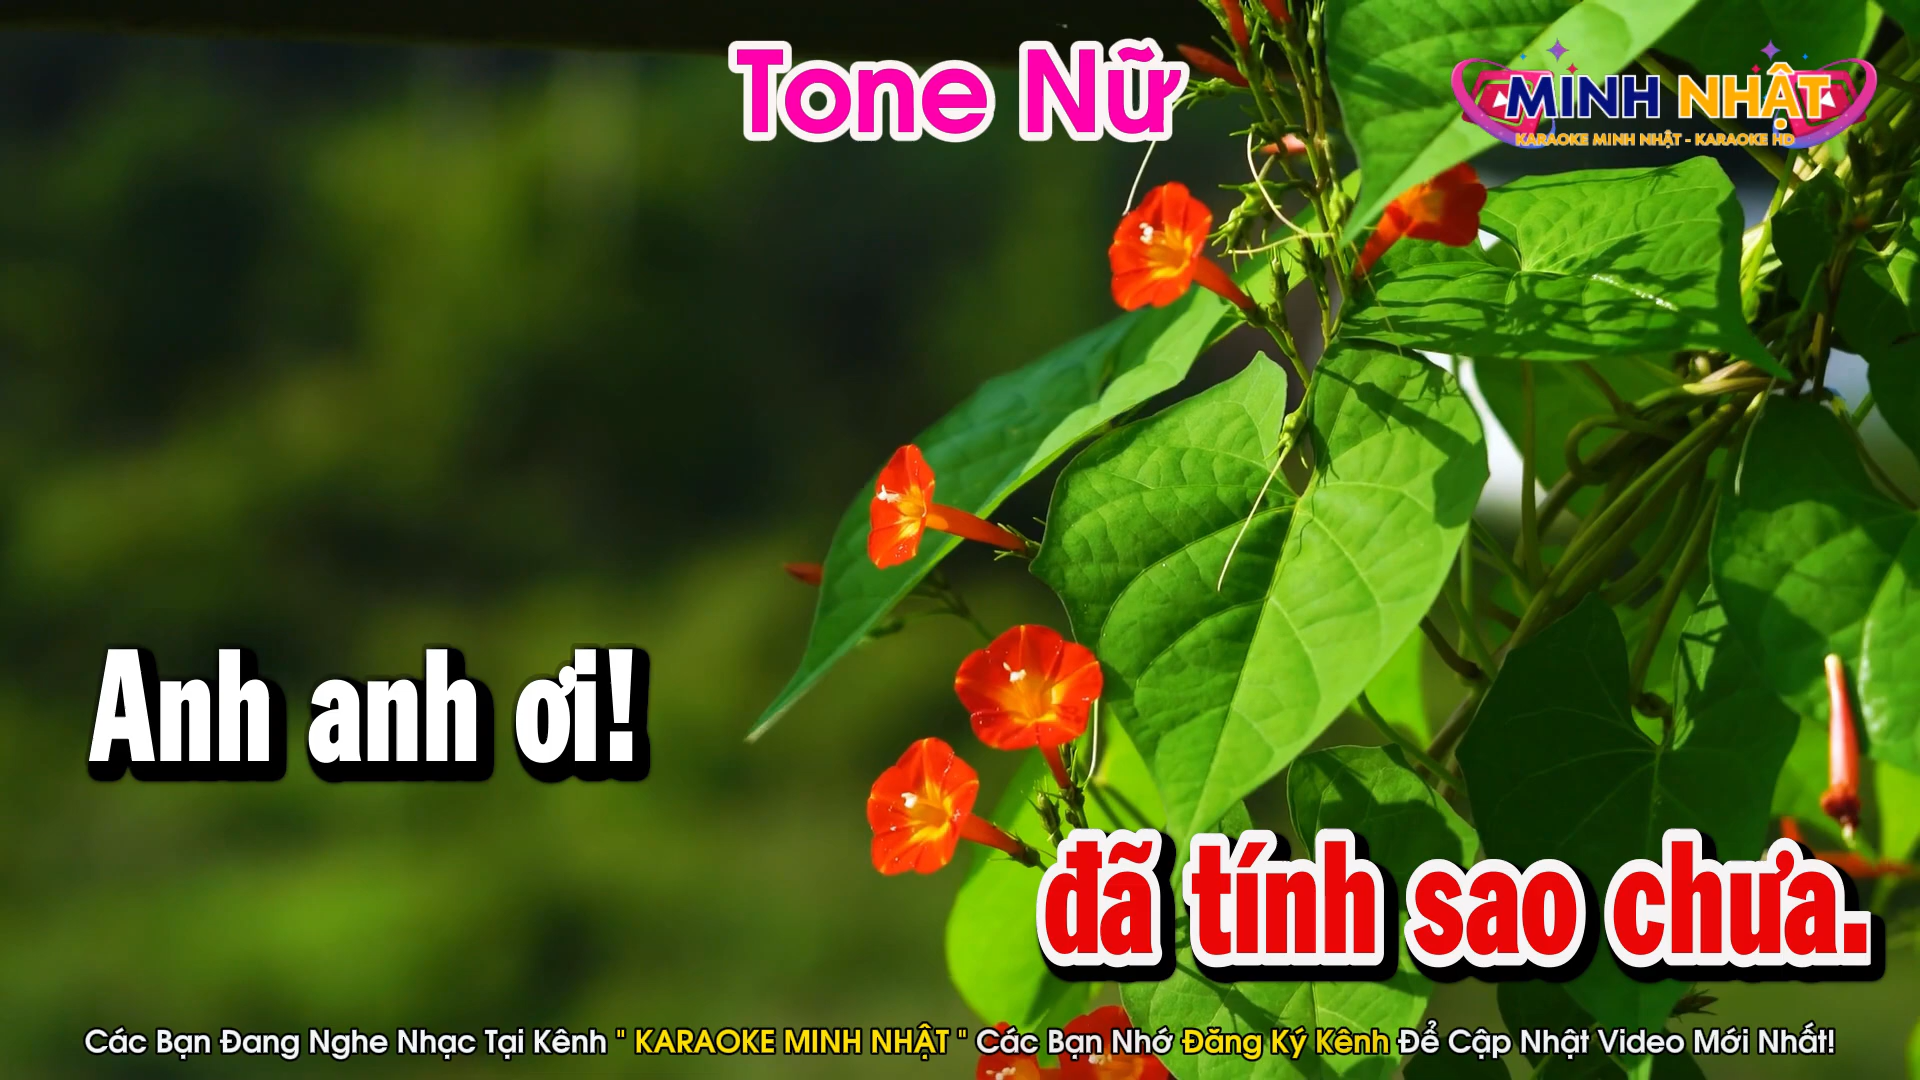 Tone Nữ
MINH NHẬT
KARAOKE MINH NHẬT - KARAOKE HD
Anh anh ơi!
đã tính sao chưa.
Các Bạn Đang Nghe Nhạc Tại Kênh " KARAOKE MINH NHẬT " Các Bạn Nhớ Đăng Ký Kênh Để Cập Nhật Video Mới Nhất!